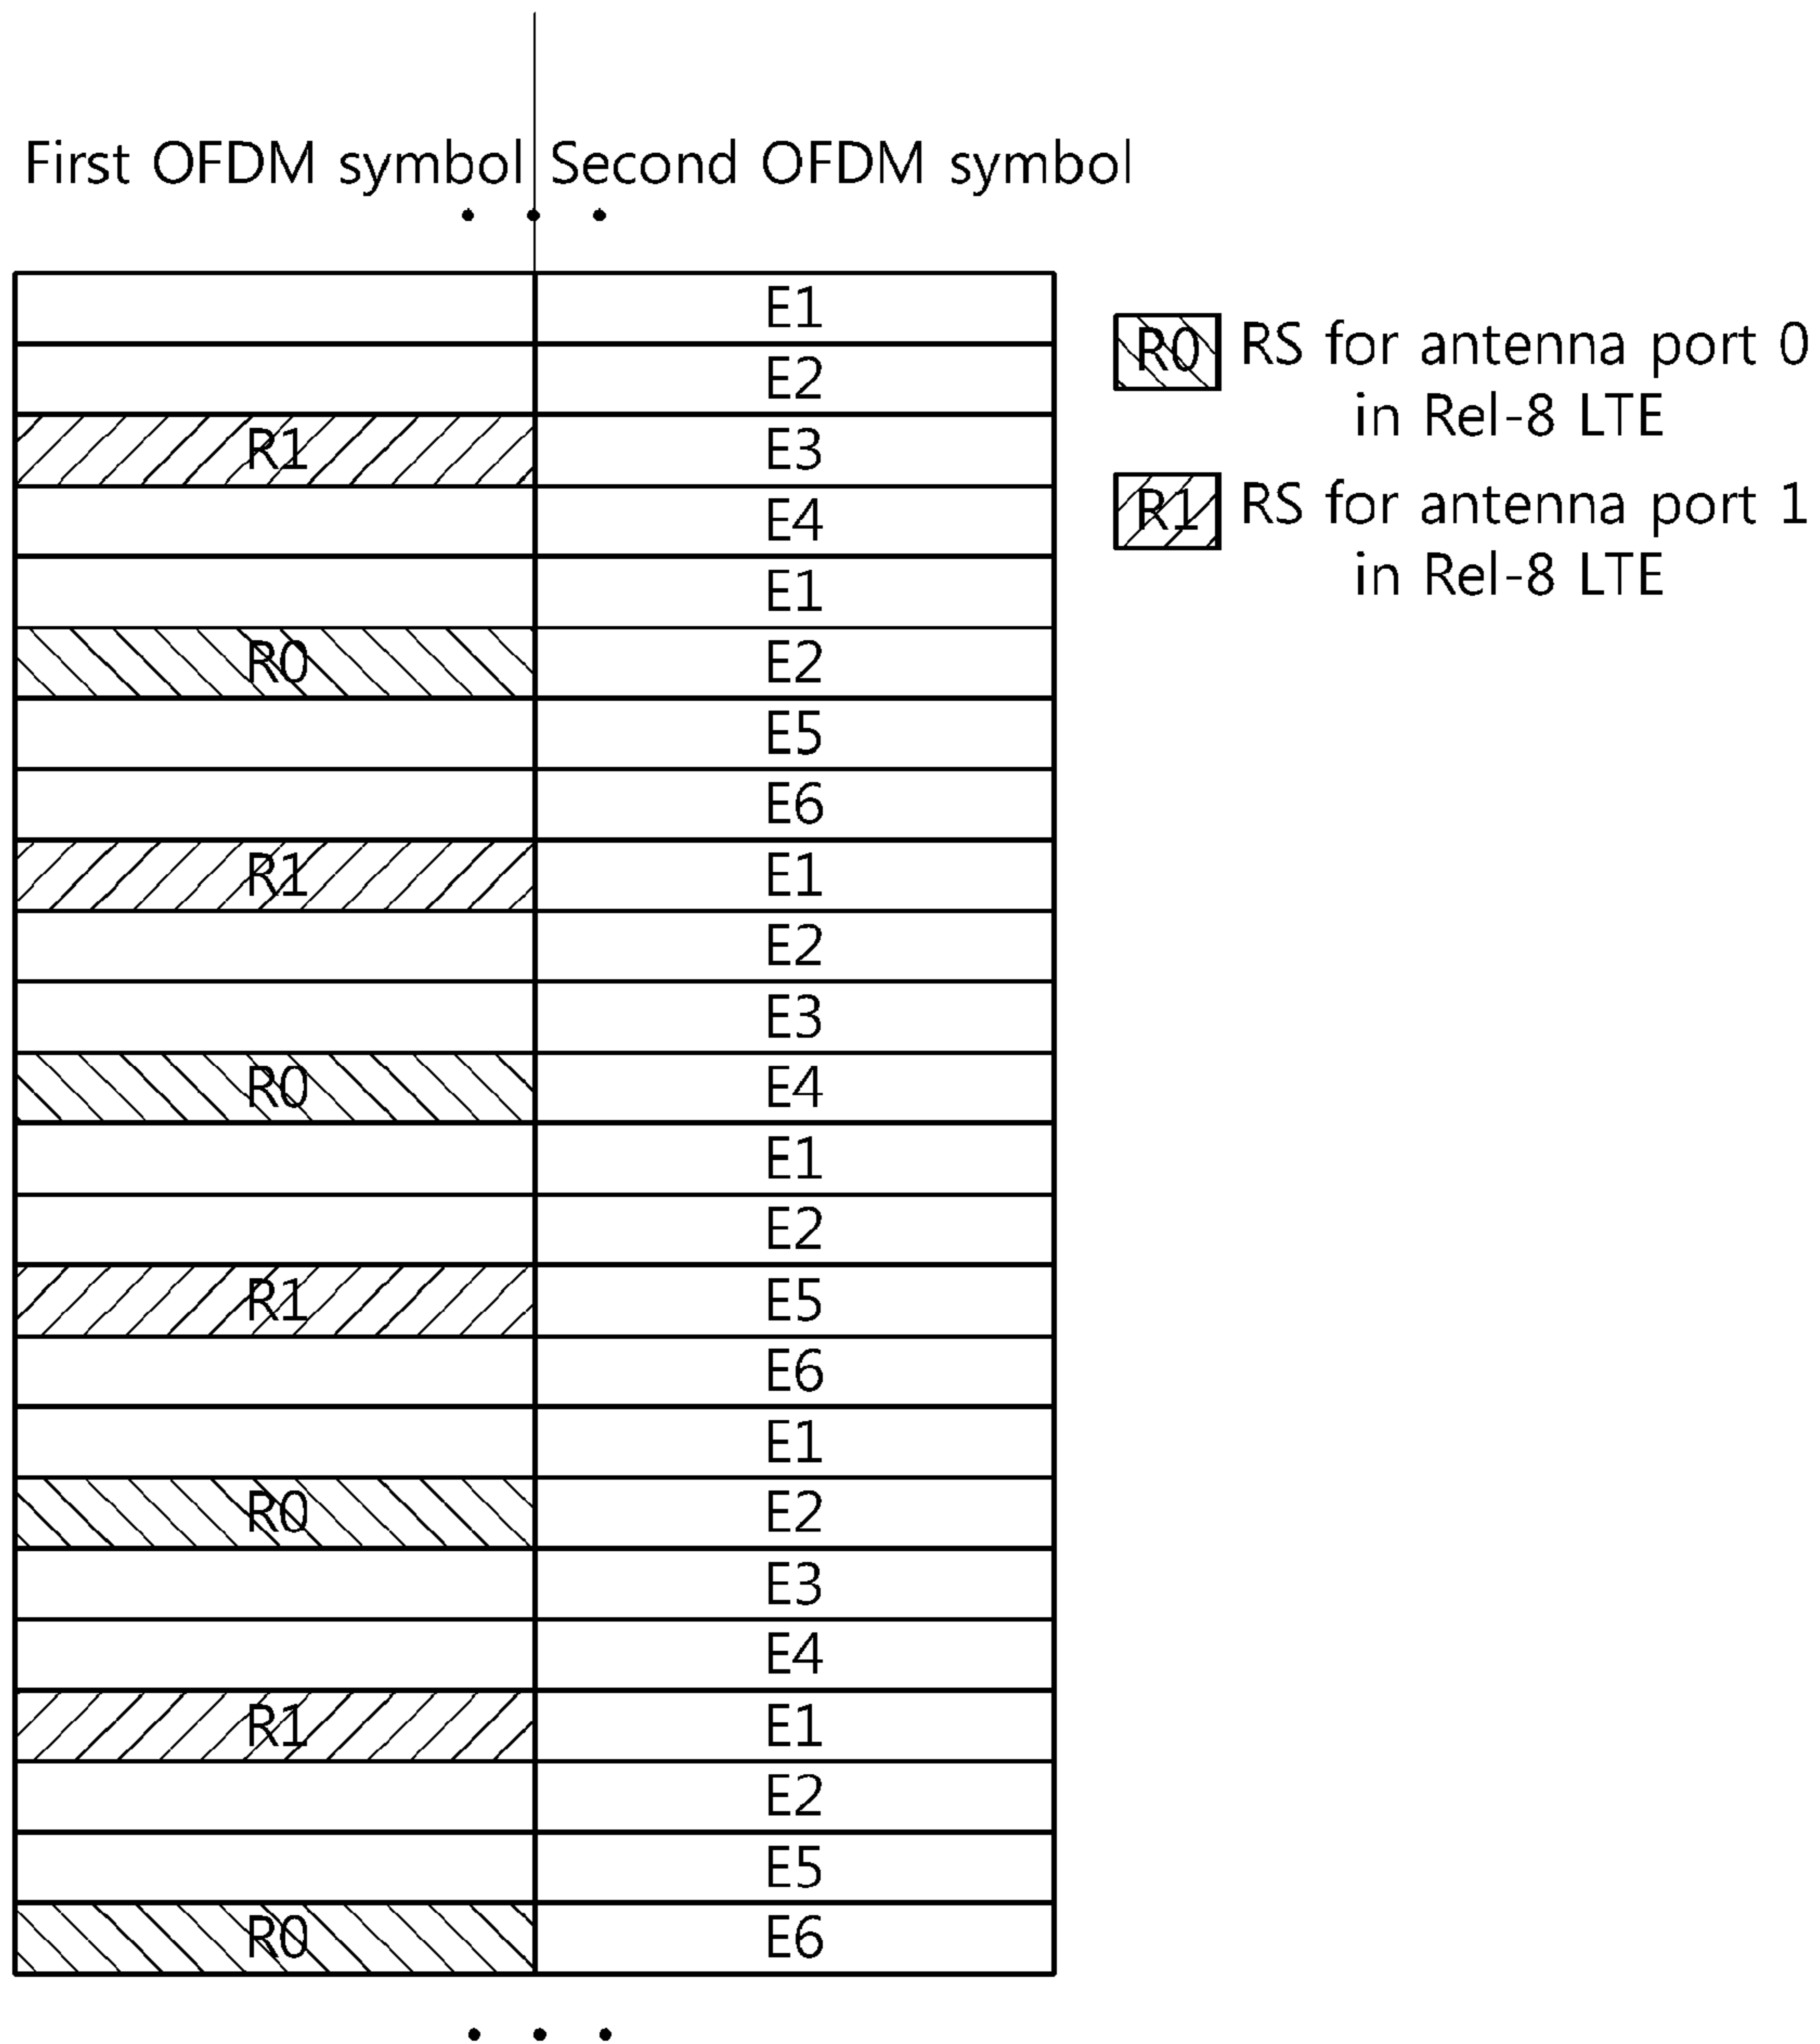 First OFDM symbol Second OFDM symbol
. . .
E1
E2
R1 E3
E4
E1
R0 E2
E5
E6
R1 E1
E2
E3
R0 E4
E1
E2
R1 E5
E6
E1
R0 E2
E3
E4
R1 E1
E2
E5
R0 E6
. . .
R0 RS for antenna port 0
in Rel-8 LTE
R1 RS for antenna port 1
in Rel-8 LTE